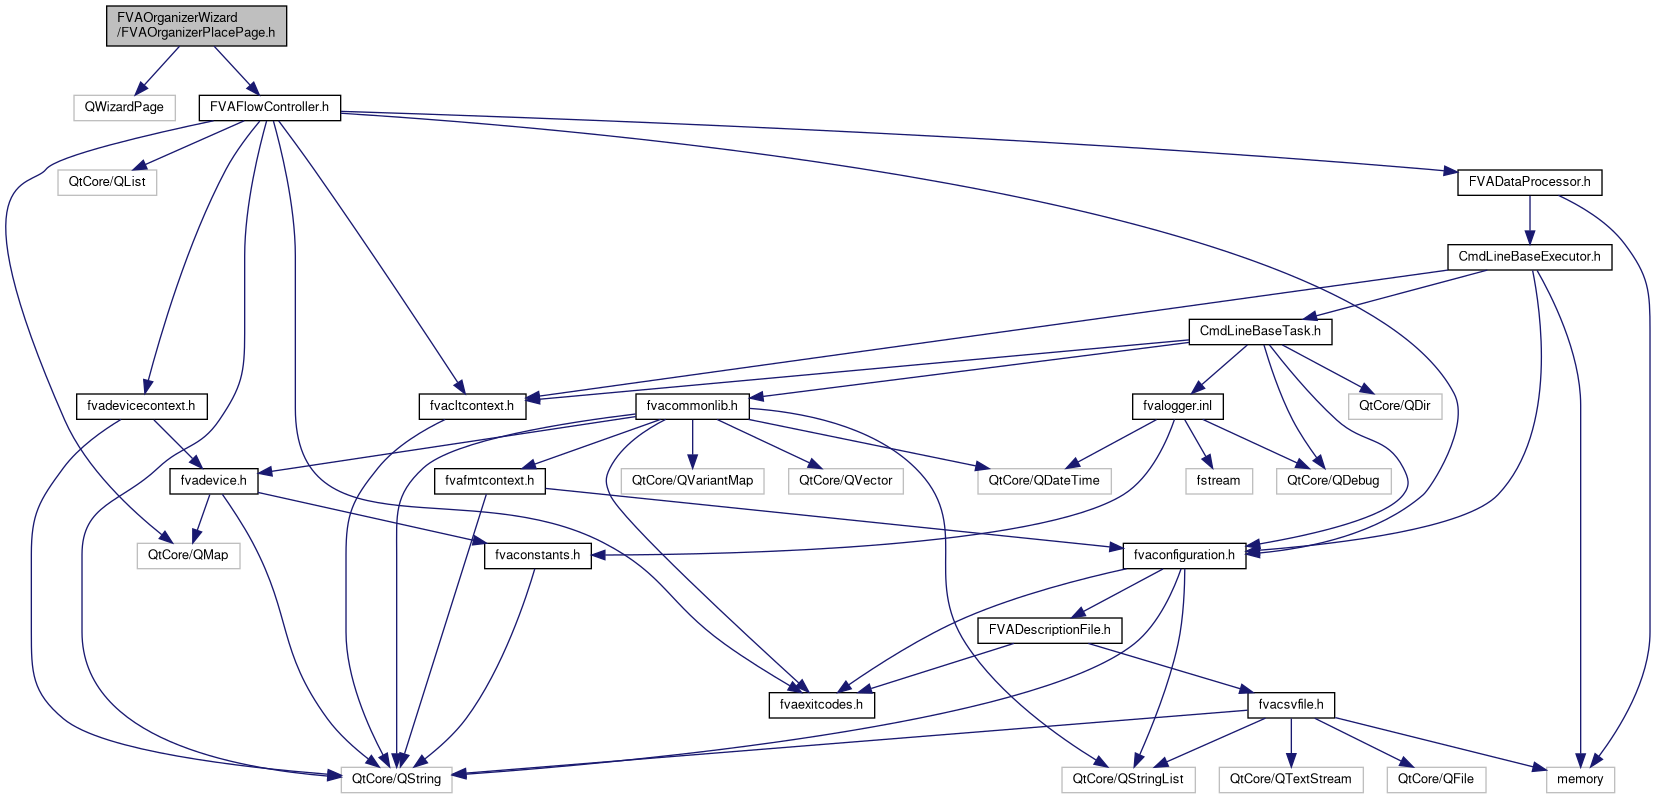 FVAOrganizerWizard
/FVAOrganizerPlacePage.h
QWizardPage
FVAFlowController.h
QtCore/QList
FVADataProcessor.h
CmdLineBaseExecutor.h
CmdLineBaseTask.h
fvadevicecontext.h
fvacltcontext.h
fvacommonlib.h
fvalogger.inl
QtCore/QDir
fvadevice.h
fvafmtcontext.h
QtCore/QVariantMap
QtCore/QVector
QtCore/QDateTime
fstream
QtCore/QDebug
QtCore/QMap
fvaconstants.h
fvaconfiguration.h
FVADescriptionFile.h
fvaexitcodes.h
fvacsvfile.h
QtCore/QString
QtCore/QStringList
QtCore/QTextStream
QtCore/QFile
memory